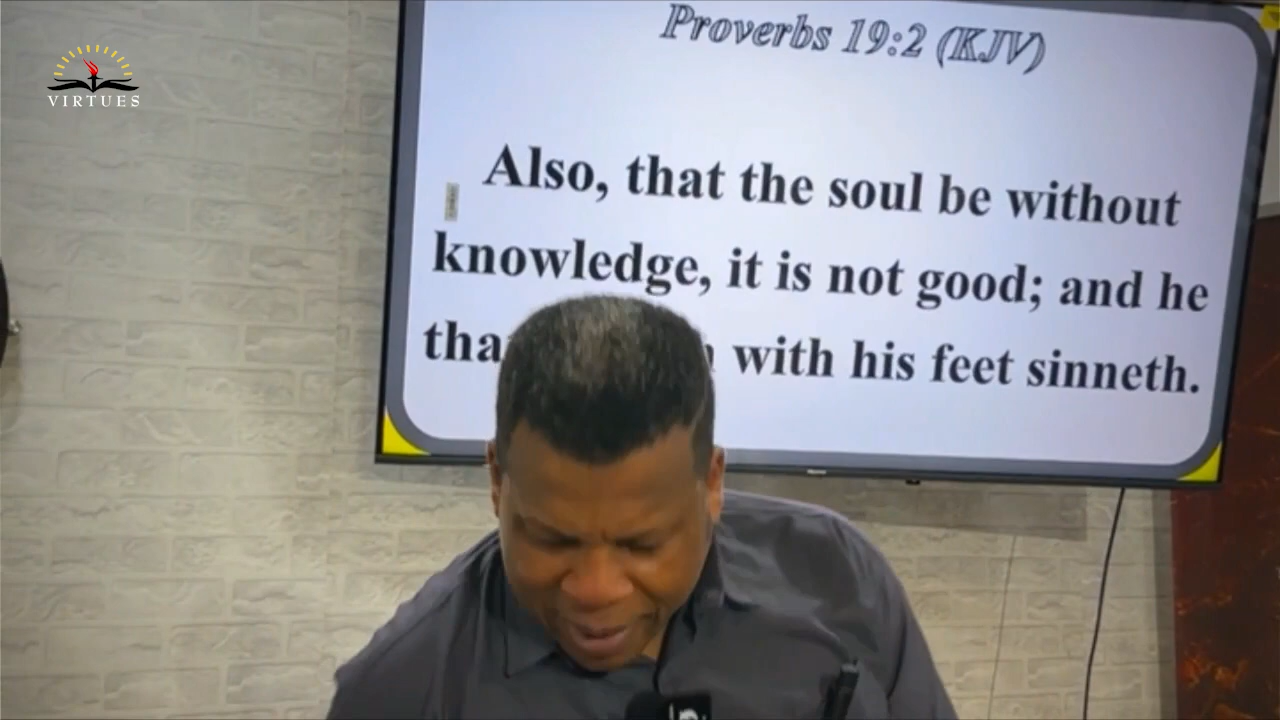 VIRTUES
Proverbs 19:2 (KJV)
Also, that the soul be without
knowledge, it is not good; and he
with his feet sinneth.